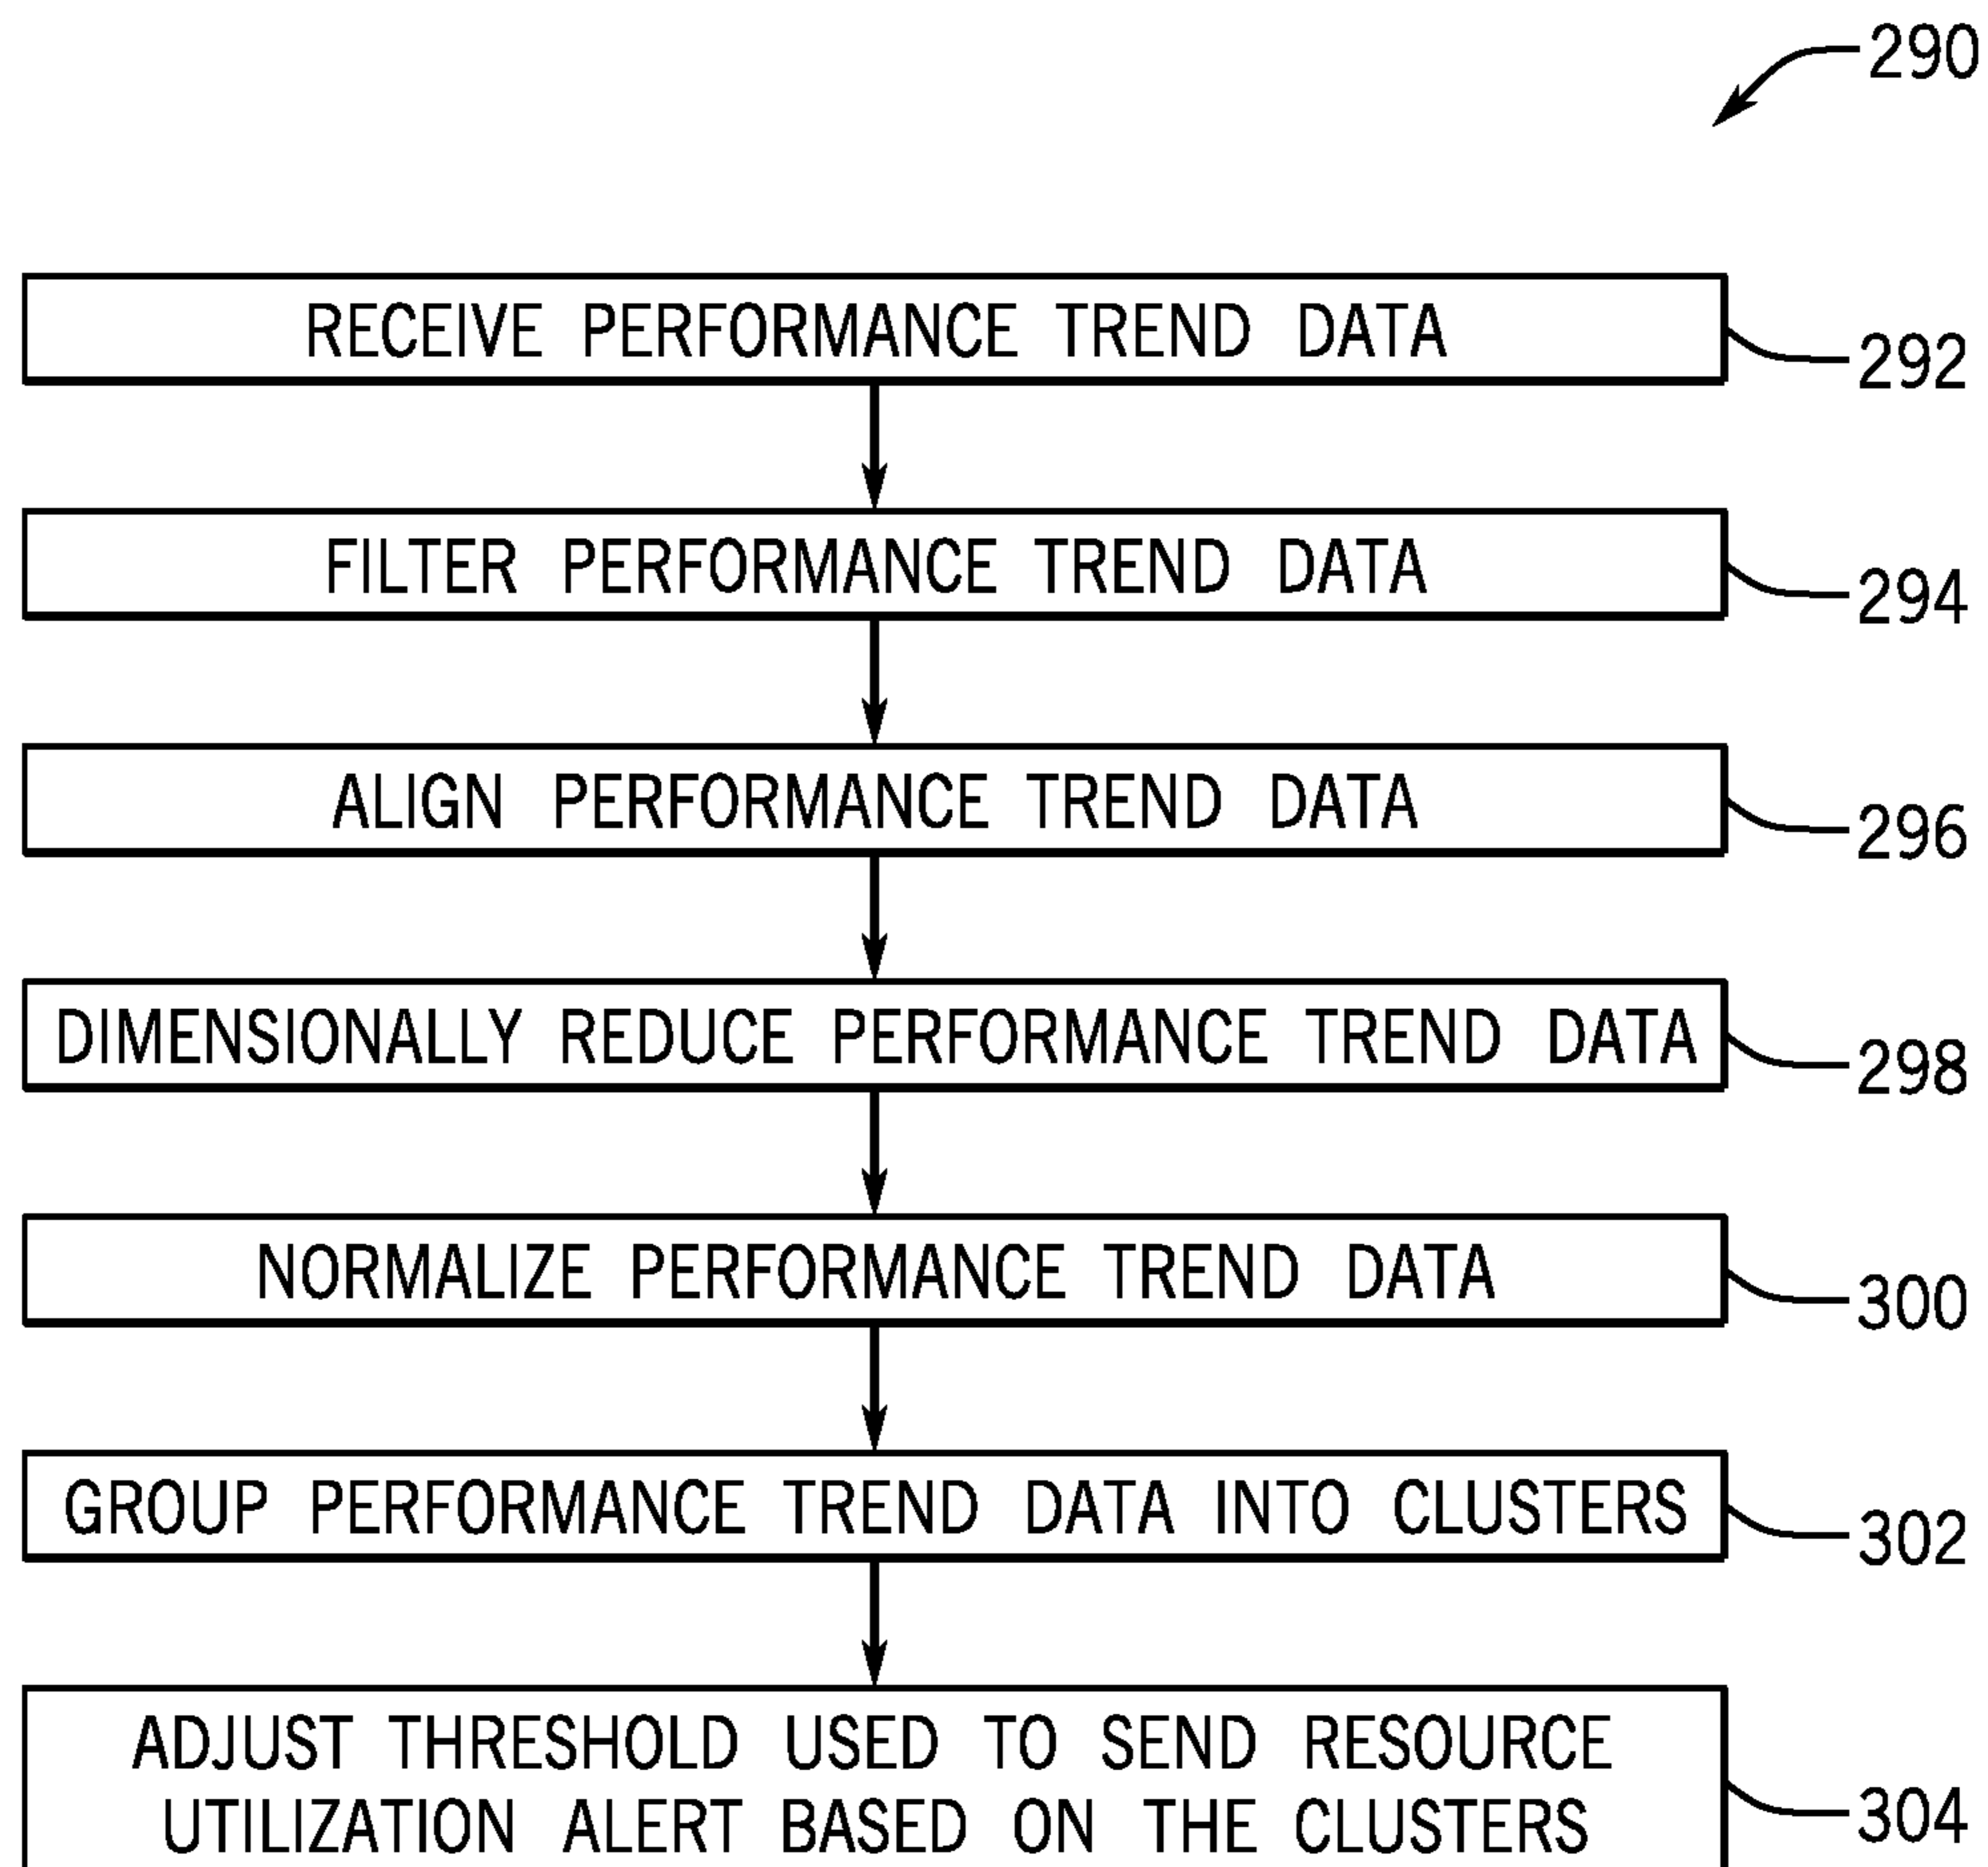 290
RECEIVE PERFORMANCE TREND DATA
292
FILTER PERFORMANCE TREND DATA
294
ALIGN PERFORMANCE TREND DATA
296
DIMENSIONALLY REDUCE PERFORMANCE TREND DATA
298
NORMALIZE PERFORMANCE TREND DATA
300
GROUP PERFORMANCE TREND DATA INTO CLUSTERS
302
ADJUST THRESHOLD USED TO SEND RESOURCE
UTILIZATION ALERT BASED ON THE CLUSTERS
304